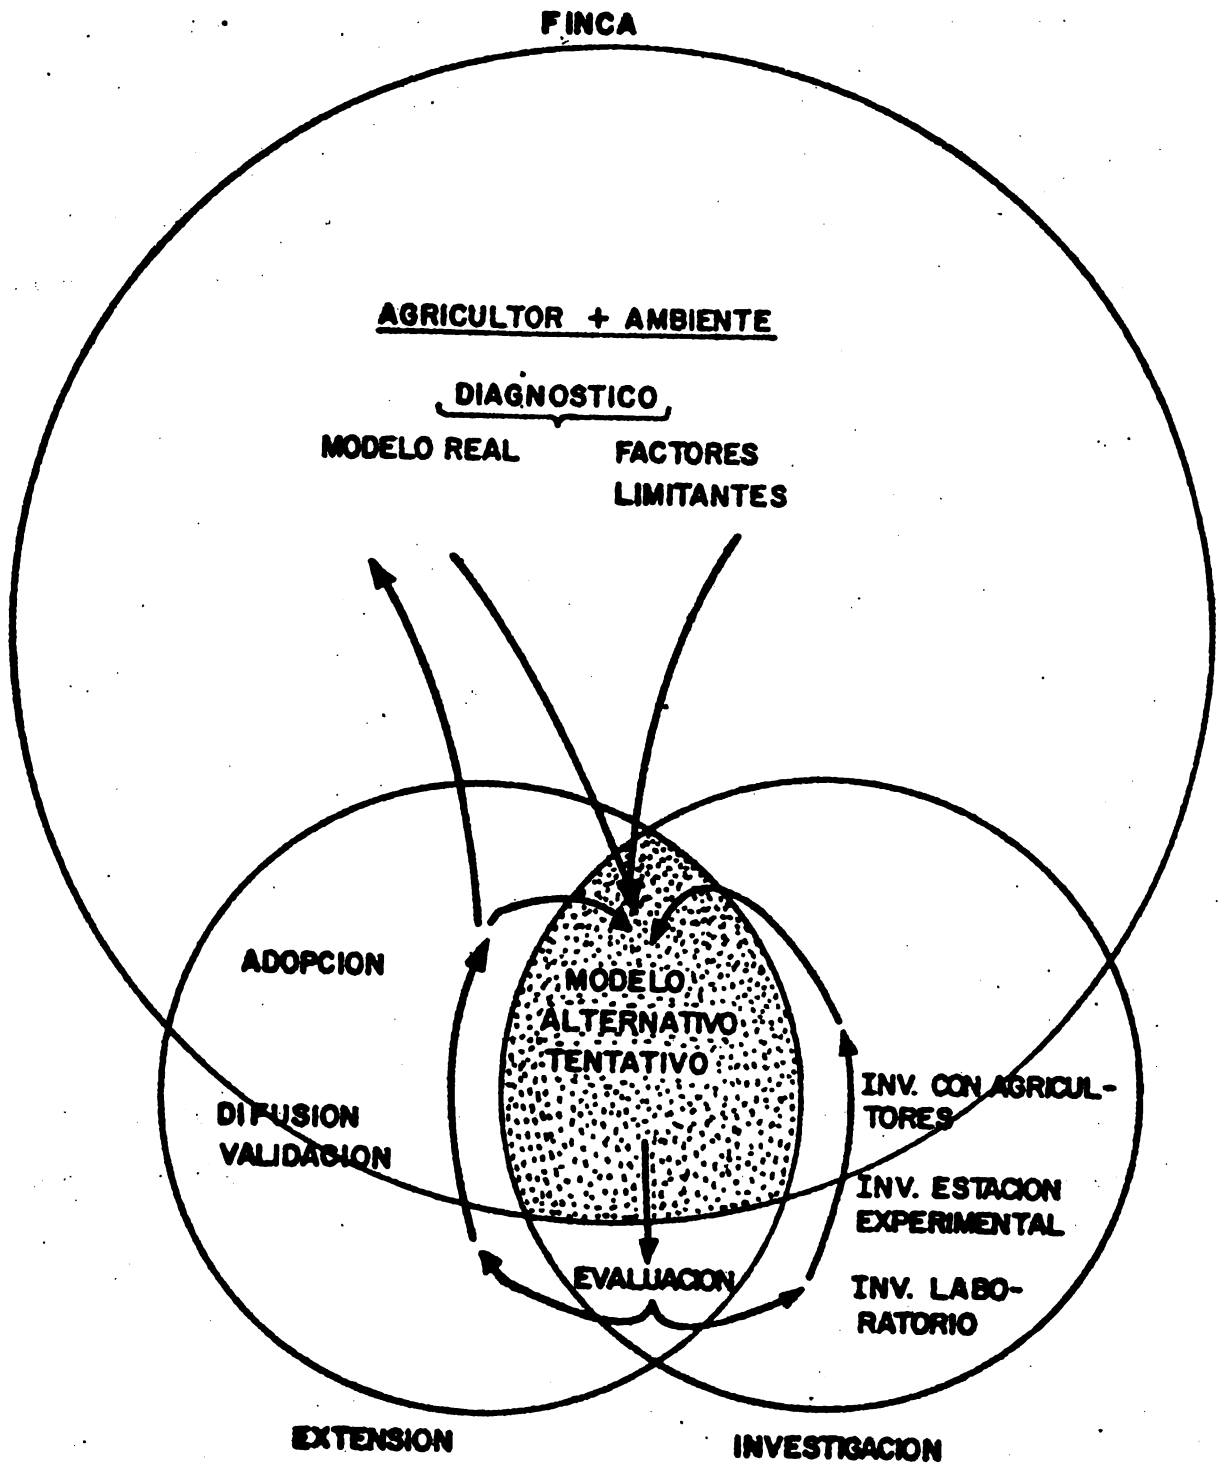 FINCA
AGRICULTOR + AMBIENTE
DIAGNOSTICO
MODELO REAL
FACTORES
LIMITANTES
ADOPCION
MODELO
ALTERNATIVO
TENTATIVO
DIFUSION
VALIDACION
INV. CON AGRICUL-
TORES
INV. ESTACION
EXPERIMENTAL
EVALUACION
INV. LABO-
RATORIO
EXTENSION
INVESTIGACION